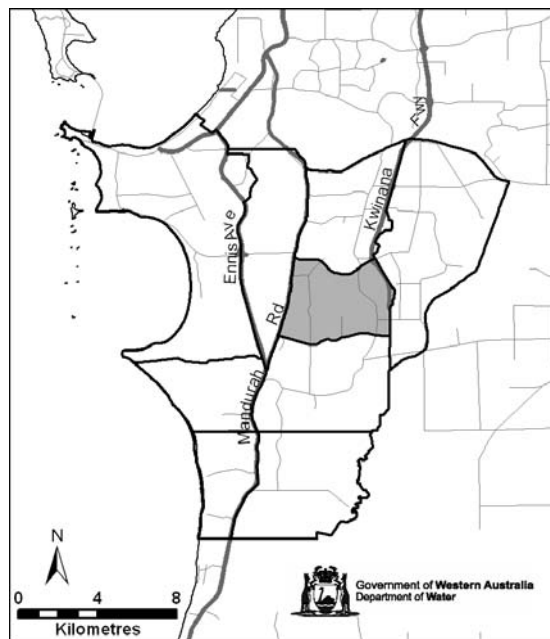 Fwy
Kwinana
Ennis Ave
Rd
Mandurah
N
0 4 8
Kilometres
Government of Western Australia
Department of Water